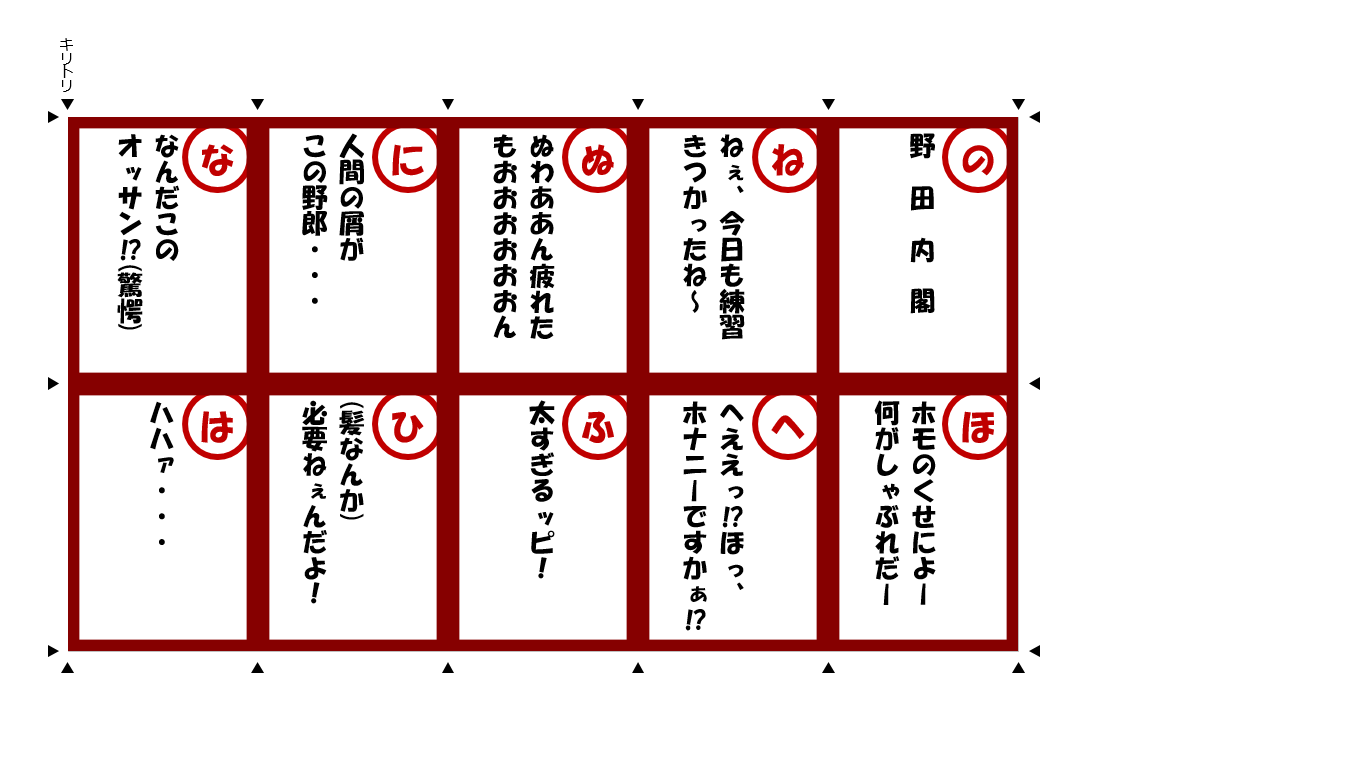 キリトリ
な
なんだこの
オッサン!?(驚愕)
に
人間の屑が
この野郎・・・
ぬ
ぬわああん疲れた
もおおおおおおん
ね
ねぇ、今日も練習
きつかったね～
の
野田内閣
は
ハハァ・・・
ひ
(髪なんか)
必要ねぇんだよ!
ふ
太すぎるッピ!
へ
へええっ!?ほっ、
ホナニーですかぁ!?
ほ
ホモのくせによー
何がしゃぶれだー